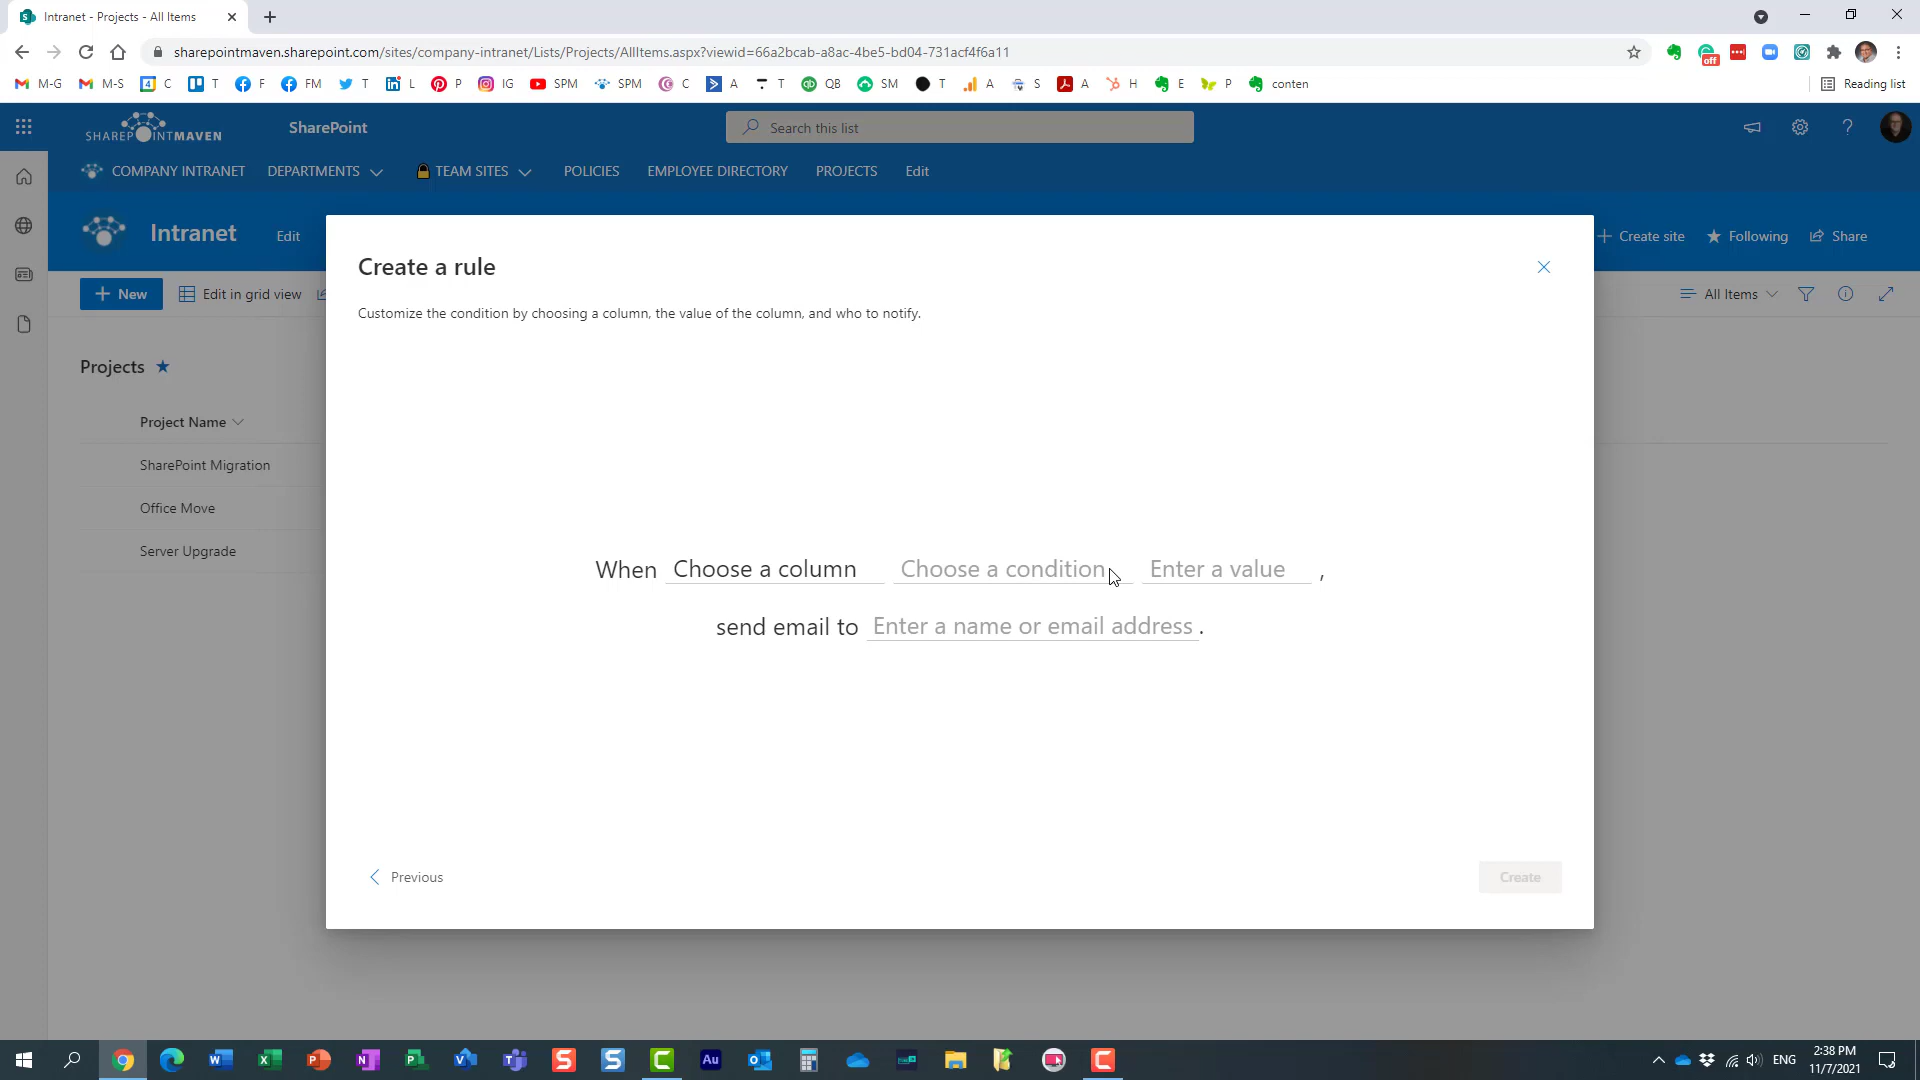 Intranet - Projects - All Items
sharepointmaven.sharepoint.com/sites/company-intranet/Lists/Projects/AllItems.aspx?viewid=66a2bcab-a8ac-4be5-bd04-731acf4f6a11
off
M-G M-S 4 C T F FM T L P IG SPM SPM C A T QB SM T A S A H E P conten Reading list
SHAREPOINTMAVEN SharePoint Search this list
COMPANY INTRANET DEPARTMENTS TEAM SITES POLICIES EMPLOYEE DIRECTORY PROJECTS Edit
Intranet Edit Create site Following Share
New Edit in grid view All Items
Create a rule
Customize the condition by choosing a column, the value of the column, and who to notify.
Projects
Project Name
SharePoint Migration
Office Move
Server Upgrade
When Choose a column Choose a condition Enter a value ,
send email to Enter a name or email address .
Previous Create
ENG 2:38 PM
11/7/2021